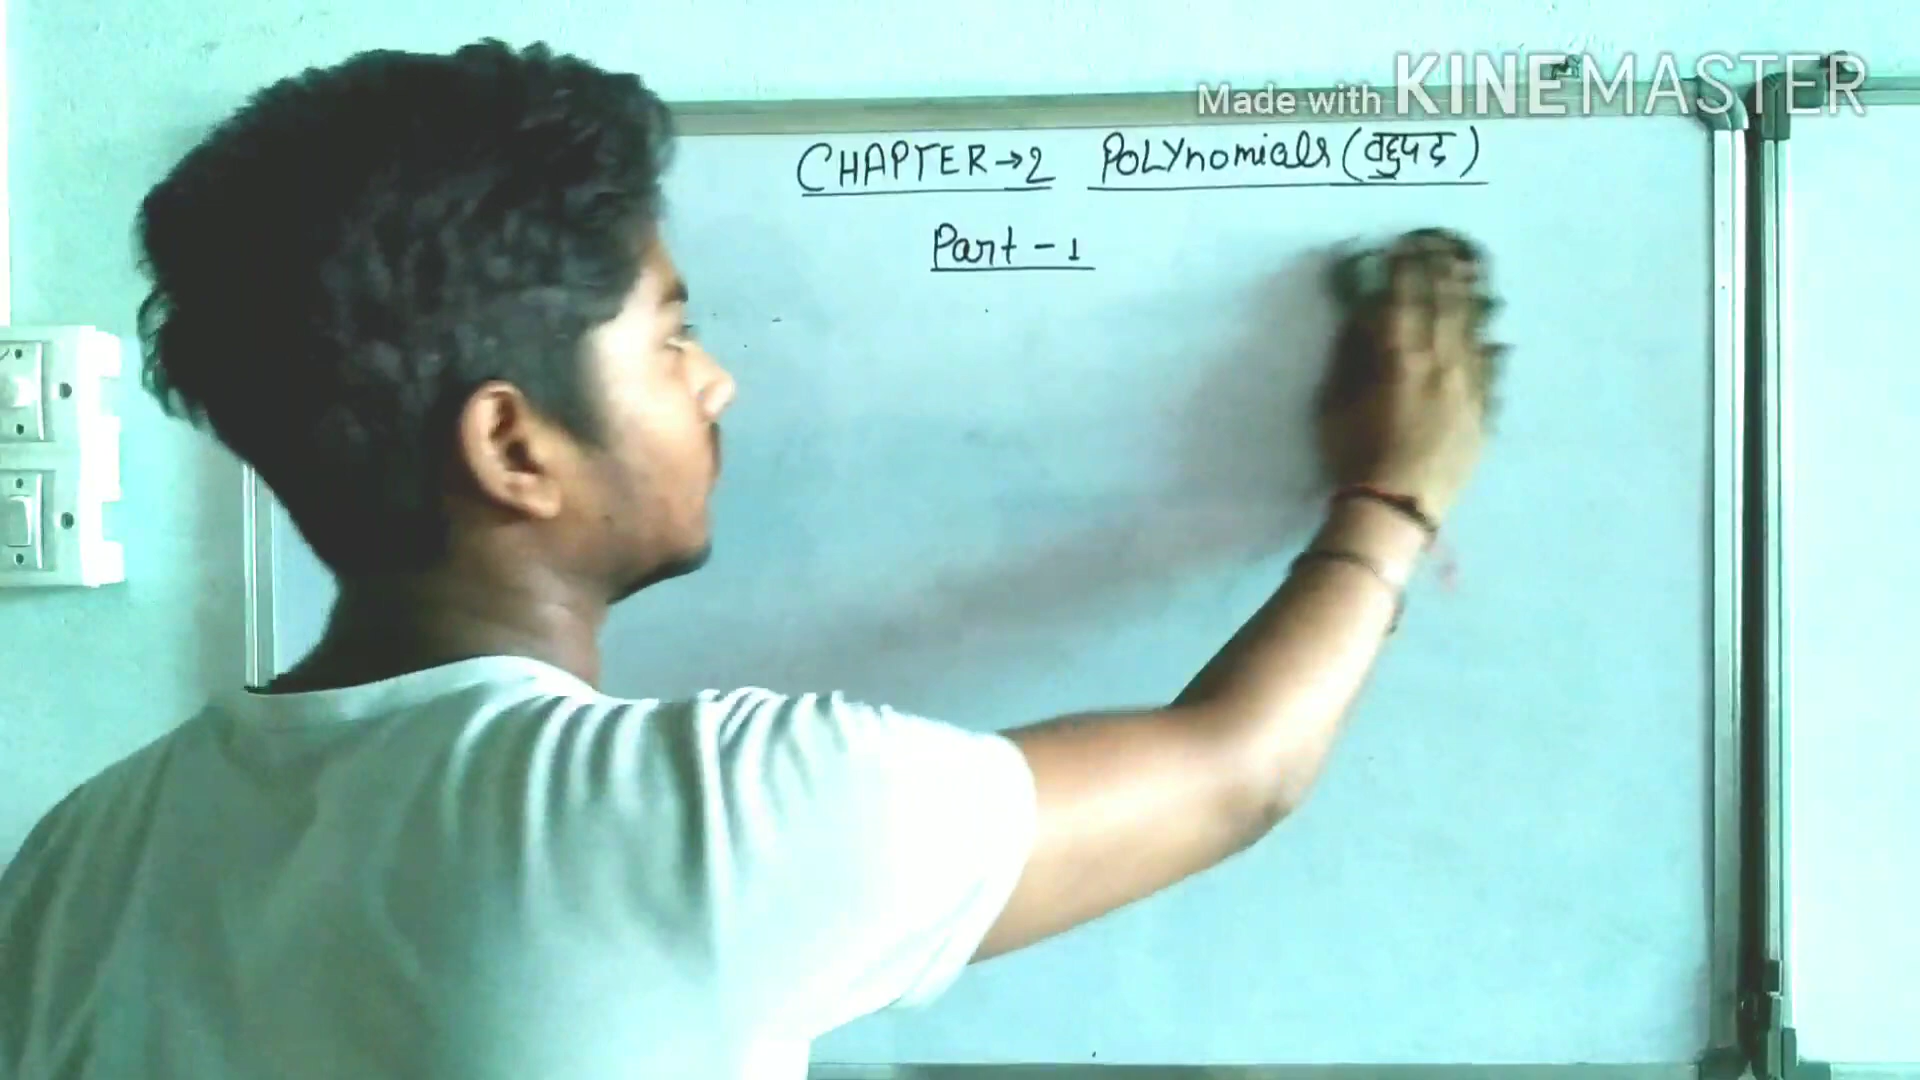 Made with KINEMASTER
CHAPTER→2 POLYnomials (बहुपद)
Part - 1